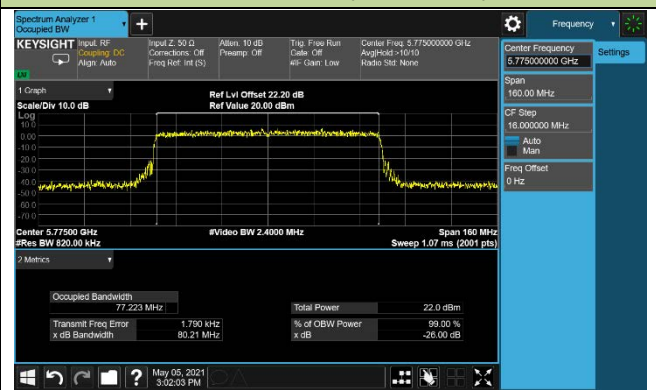 Spectrum Analyzer 1
Occupied BW
Frequency
KEYSIGHT
Input: RF
Coupling: DC
Align: Auto
Input Z: 50 Ω
Corrections: Off
Freq Ref: Int (S)
Atten: 10 dB
Preamp: Off
Trig: Free Run
Gate: Off
#IF Gain: Low
Center Freq: 5.775000000 GHz
Avg|Hold:>10/10
Radio Std: None
Center Frequency
5.775000000 GHz
Settings
Span
160.00 MHz
CF Step
16.000000 MHz
Auto
Man
Freq Offset
0 Hz
1 Graph
Scale/Div 10.0 dB
Ref Lvl Offset 22.20 dB
Ref Value 20.00 dBm
Log
10.0
0.00
-10.0
-20.0
-30.0
-40.0
-50.0
-60.0
-70.0
Center 5.77500 GHz
#Video BW 2.4000 MHz
Span 160 MHz
#Res BW 820.00 kHz
Sweep 1.07 ms (2001 pts)
2 Metrics
Occupied Bandwidth
77.223 MHz
Total Power 22.0 dBm
Transmit Freq Error 1.790 kHz
% of OBW Power 99.00 %
x dB Bandwidth 80.21 MHz
x dB -26.00 dB
?
May 05, 2021
3:02:03 PM